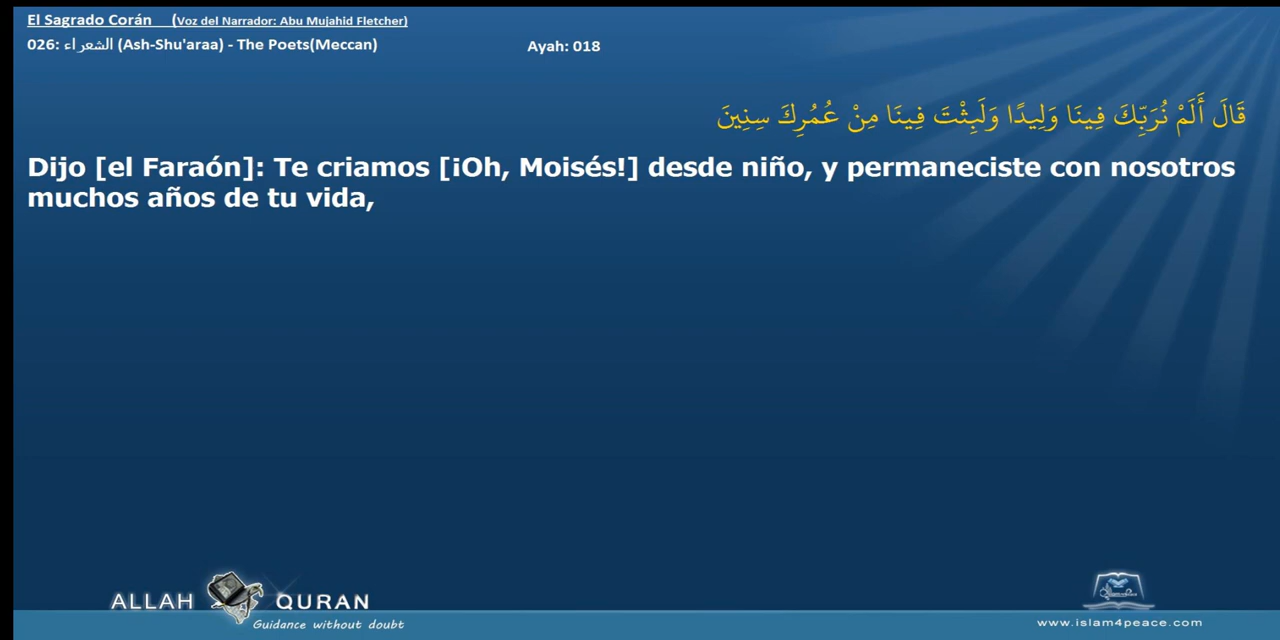 El Sagrado Corán (Voz del Narrador: Abu Mujahid Fletcher)
026: الشعراء (Ash-Shu'araa) - The Poets(Meccan) Ayah: 018
قَالَ أَلَمْ نُرَبِّكَ فِينَا وَلِيدًا وَلَبِثْتَ فِينَا مِنْ عُمُرِكَ سِنِينَ
Dijo [el Faraón]: Te criamos [¡Oh, Moisés!] desde niño, y permaneciste con nosotros
muchos años de tu vida,
ALLAH QURAN
Guidance without doubt
www.islam4peace.com